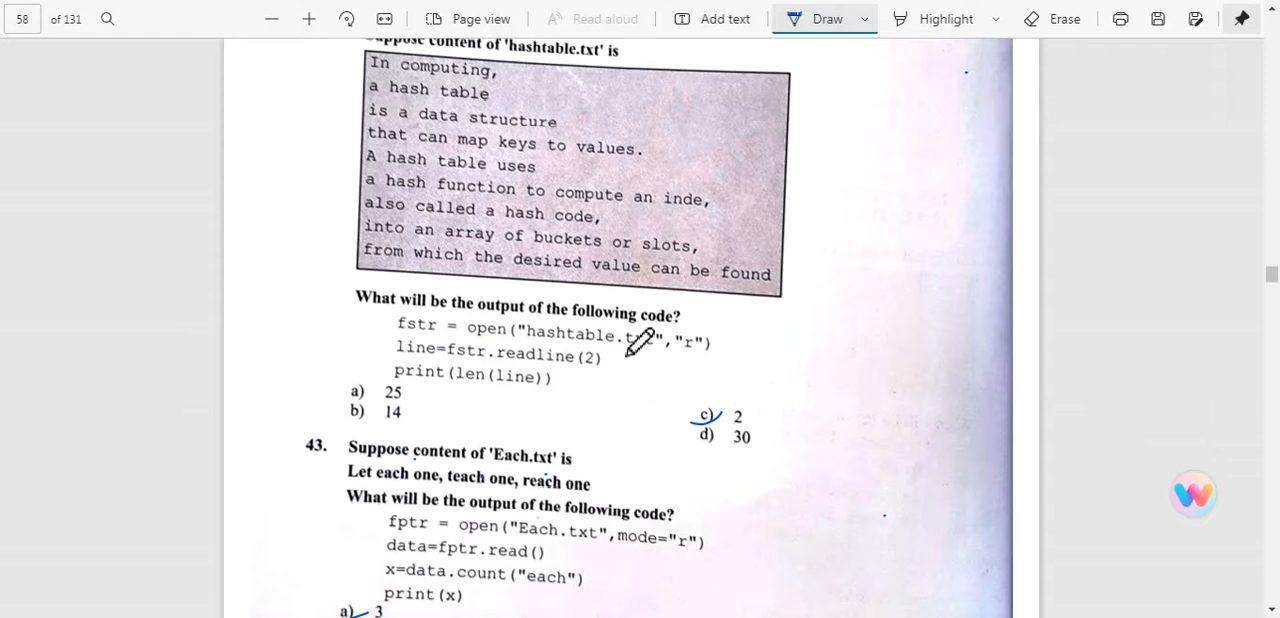 58 of 131 Page view Read aloud Add text Draw Highlight Erase
Suppose content of 'hashtable.txt' is
In computing,
a hash table
is a data structure
that can map keys to values.
A hash table uses
a hash function to compute an inde,
also called a hash code,
into an array of buckets or slots,
from which the desired value can be found
What will be the output of the following code?
fstr = open("hashtable.txt","r")
line=fstr.readline(2)
print(len(line))
a) 25
b) 14
c) 2
d) 30
43. Suppose content of 'Each.txt' is
Let each one, teach one, reach one
What will be the output of the following code?
fptr = open("Each.txt",mode="r")
data=fptr.read()
x=data.count("each")
print(x)
a) 3